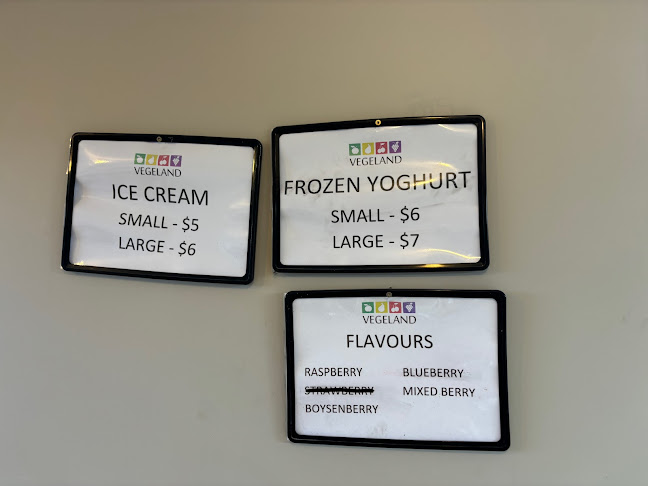 VEGELAND
ICE CREAM
SMALL - $5
LARGE - $6
VEGELAND
FROZEN YOGHURT
SMALL - $6
LARGE - $7
VEGELAND
FLAVOURS
RASPBERRY
STRAWBERRY
BOYSENBERRY
BLUEBERRY
MIXED BERRY